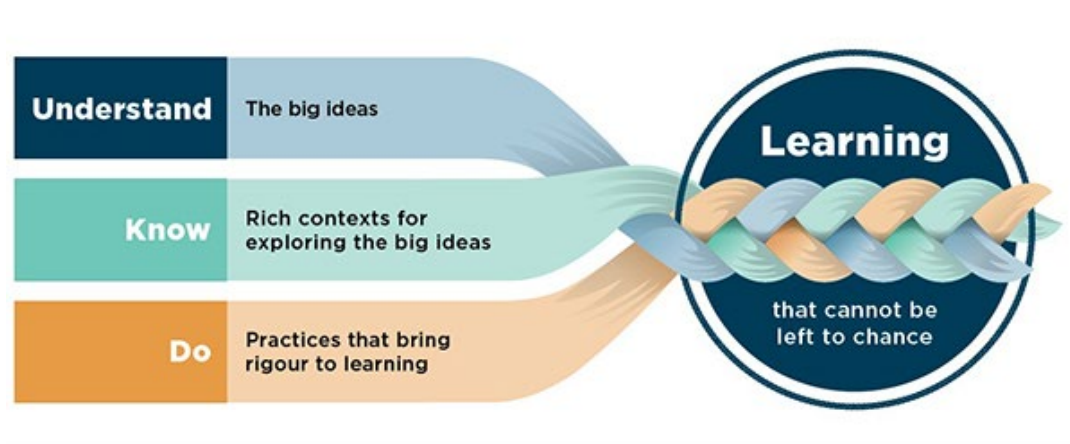 Understand
The big ideas
Know
Rich contexts for
exploring the big ideas
Do
Practices that bring
rigour to learning
Learning
that cannot be
left to chance